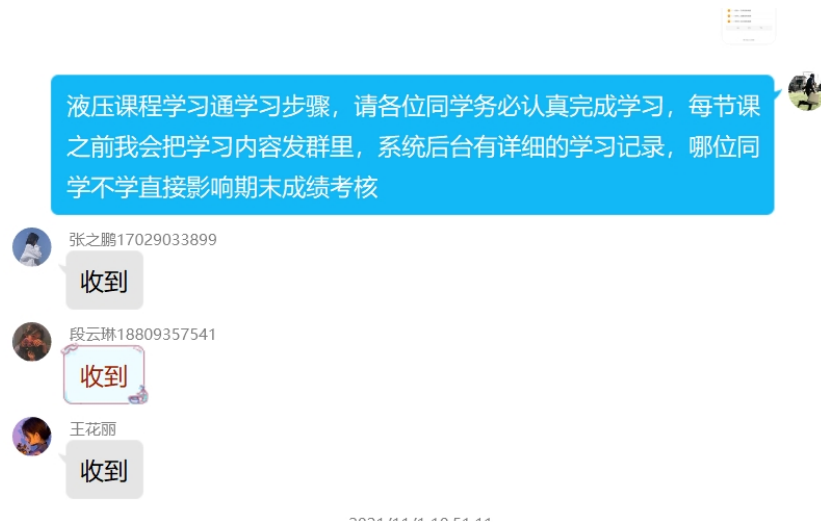 液压课程学习通学习步骤，请各位同学务必认真完成学习，每节课
之前我会把学习内容发群里，系统后台有详细的学习记录，哪位同
学不学直接影响期末成绩考核
张之鹏17029033899
收到
段云琳18809357541
收到
王花丽
收到